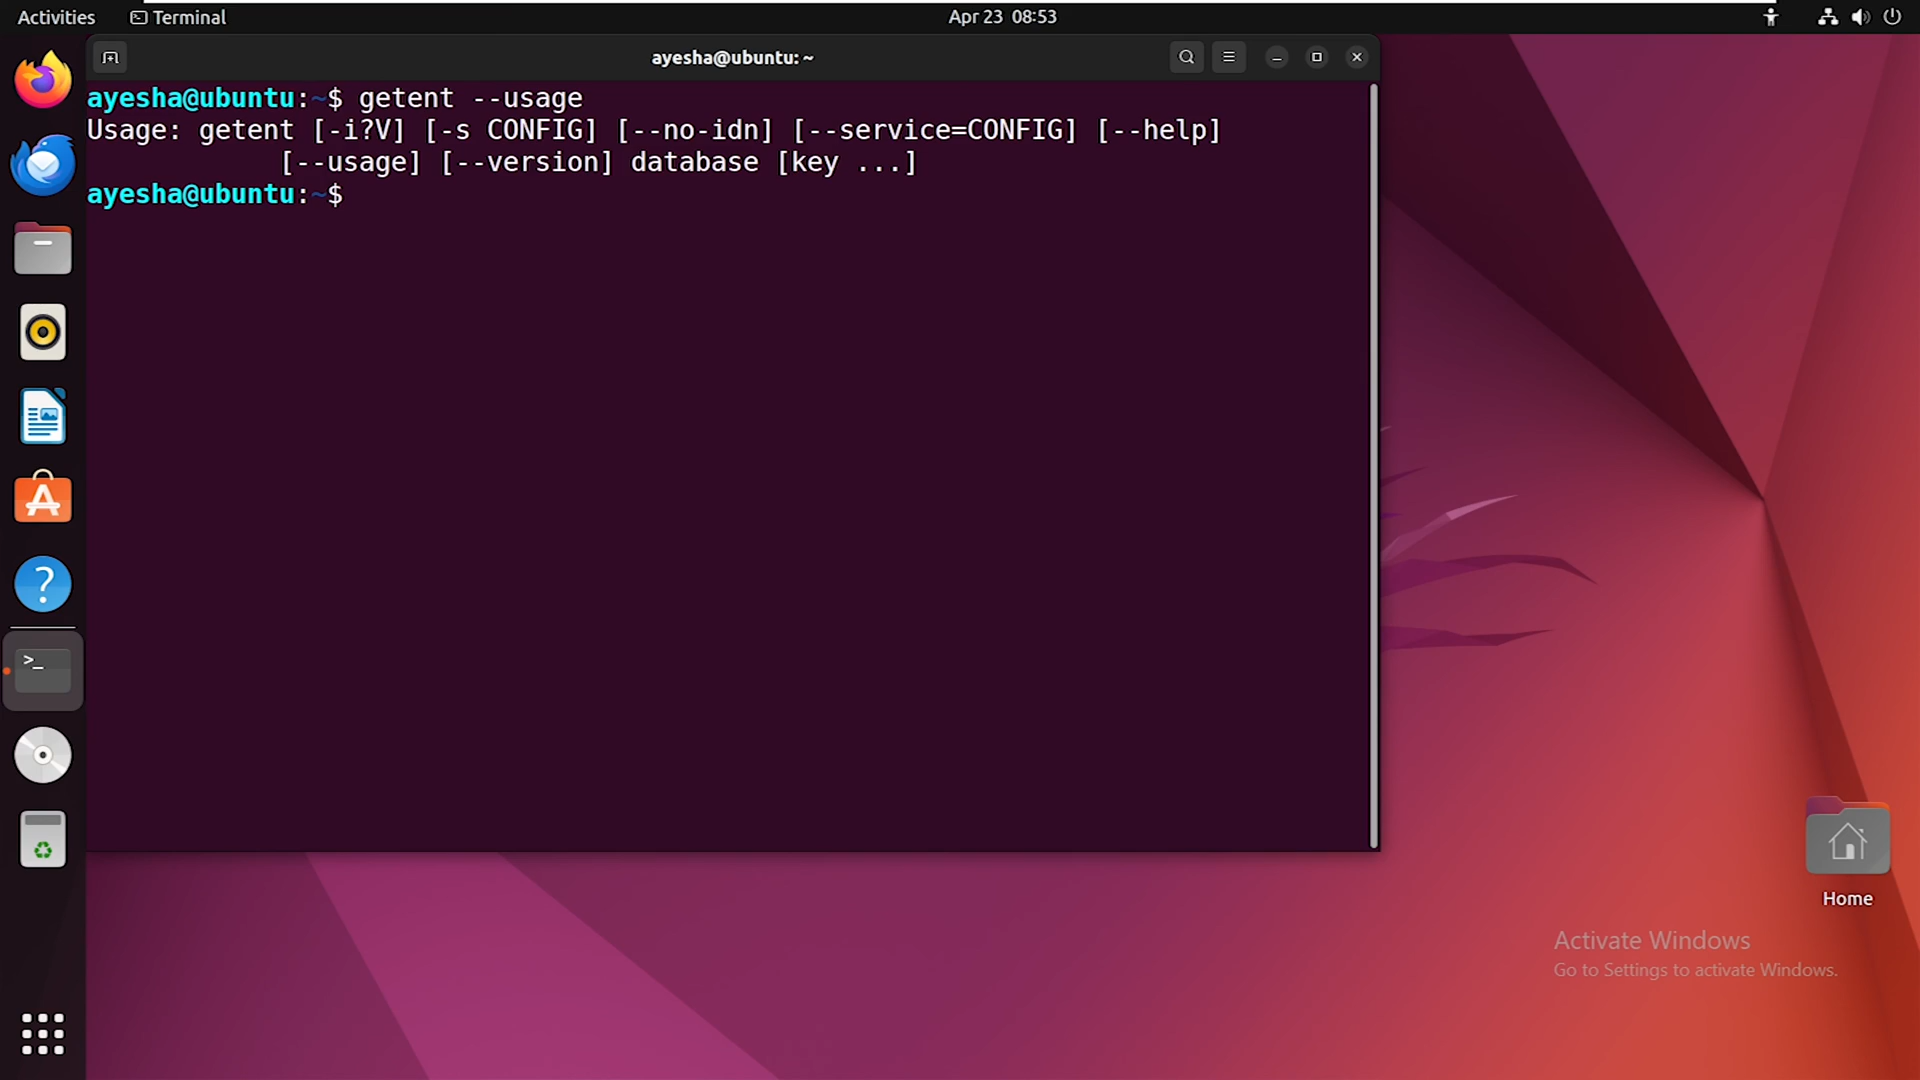 Activities
Terminal
Apr 23 08:53
ayesha@ubuntu: ~
ayesha@ubuntu:~$ getent --usage
Usage: getent [-i?V] [-s CONFIG] [--no-idn] [--service=CONFIG] [--help]
[--usage] [--version] database [key ...]
ayesha@ubuntu:~$
>_
Home
Activate Windows
Go to Settings to activate Windows.